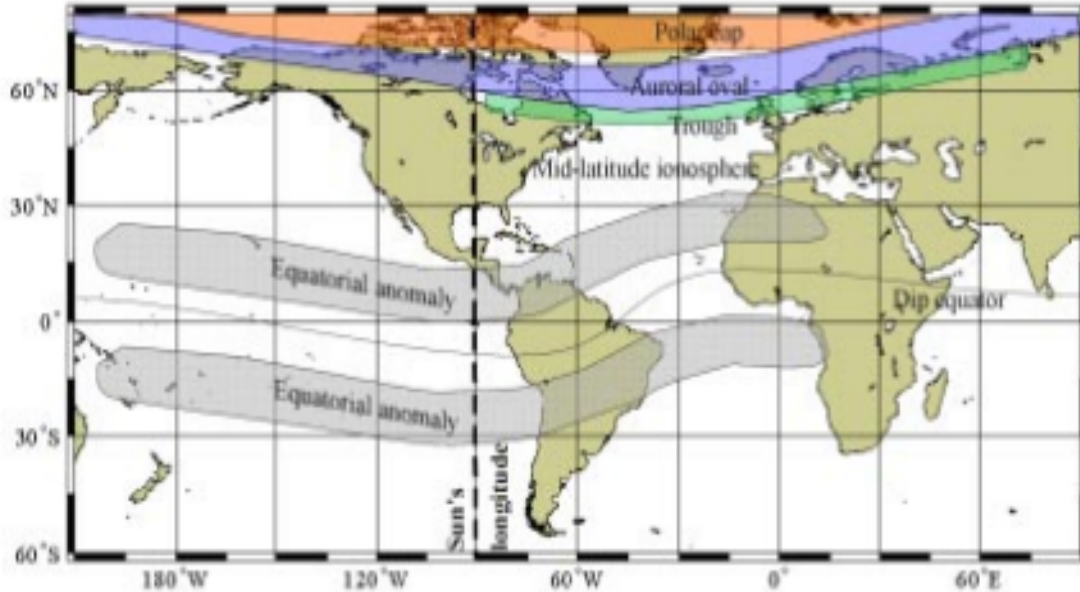 Polar cap
Auroral oval
60°N
Trough
Mid-latitude ionosphere
30°N
Equatorial anomaly
Dip equator
0°
Equatorial anomaly
30°S
Sun's
longitude
60°S
180°W
120°W
60°W
0°
60°E